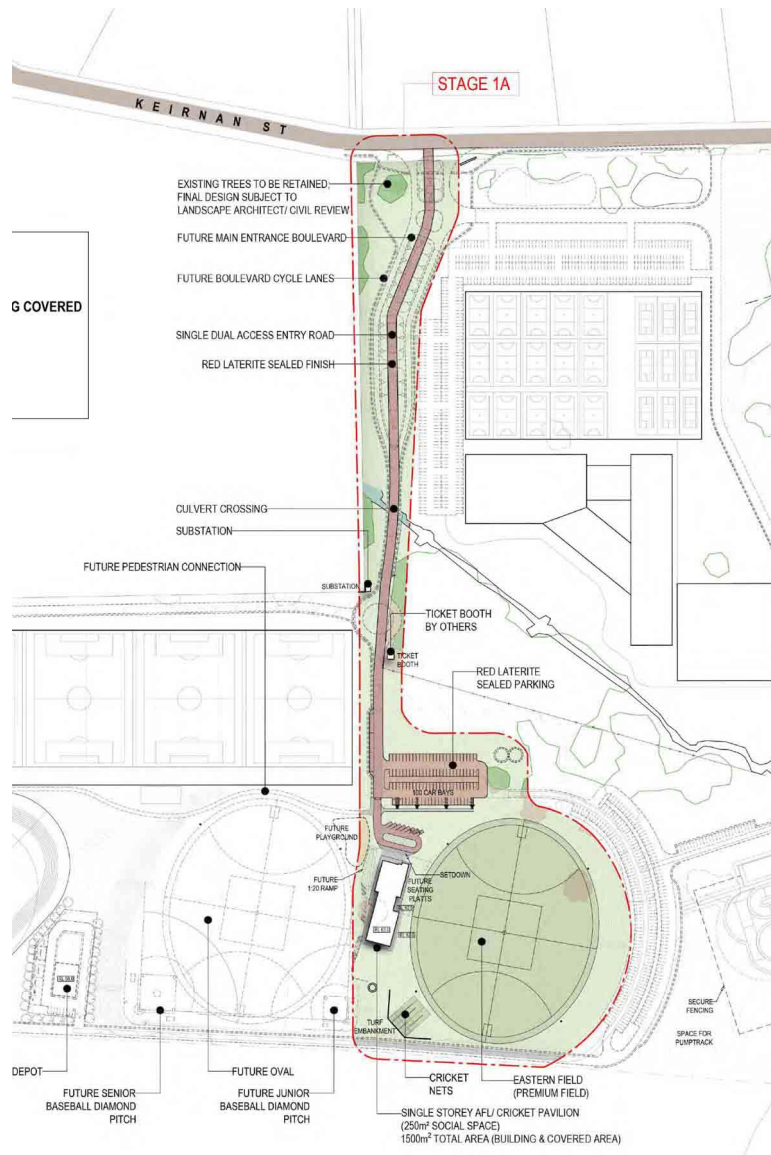 STAGE 1A
KEIRNAN ST
EXISTING TREES TO BE RETAINED,
FINAL DESIGN SUBJECT TO
LANDSCAPE ARCHITECT/ CIVIL REVIEW
FUTURE MAIN ENTRANCE BOULEVARD
FUTURE BOULEVARD CYCLE LANES
G COVERED
SINGLE DUAL ACCESS ENTRY ROAD
RED LATERITE SEALED FINISH
CULVERT CROSSING
SUBSTATION
FUTURE PEDESTRIAN CONNECTION
SUBSTATION
TICKET BOOTH
BY OTHERS
TICKET
BOOTH
RED LATERITE
SEALED PARKING
100 CAR BAYS
FUTURE
PLAYGROUND
FUTURE
1:20 RAMP
SETDOWN
FUTURE
SEATING
PLATTS
SECURE
FENCING
SPACE FOR
PUMPTRACK
TURF
EMBANKMENT
DEPOT
FUTURE OVAL
FUTURE SENIOR
BASEBALL DIAMOND
PITCH
FUTURE JUNIOR
BASEBALL DIAMOND
PITCH
CRICKET
NETS
EASTERN FIELD
(PREMIUM FIELD)
SINGLE STOREY AFL/ CRICKET PAVILION
(250m² SOCIAL SPACE)
1500m² TOTAL AREA (BUILDING & COVERED AREA)